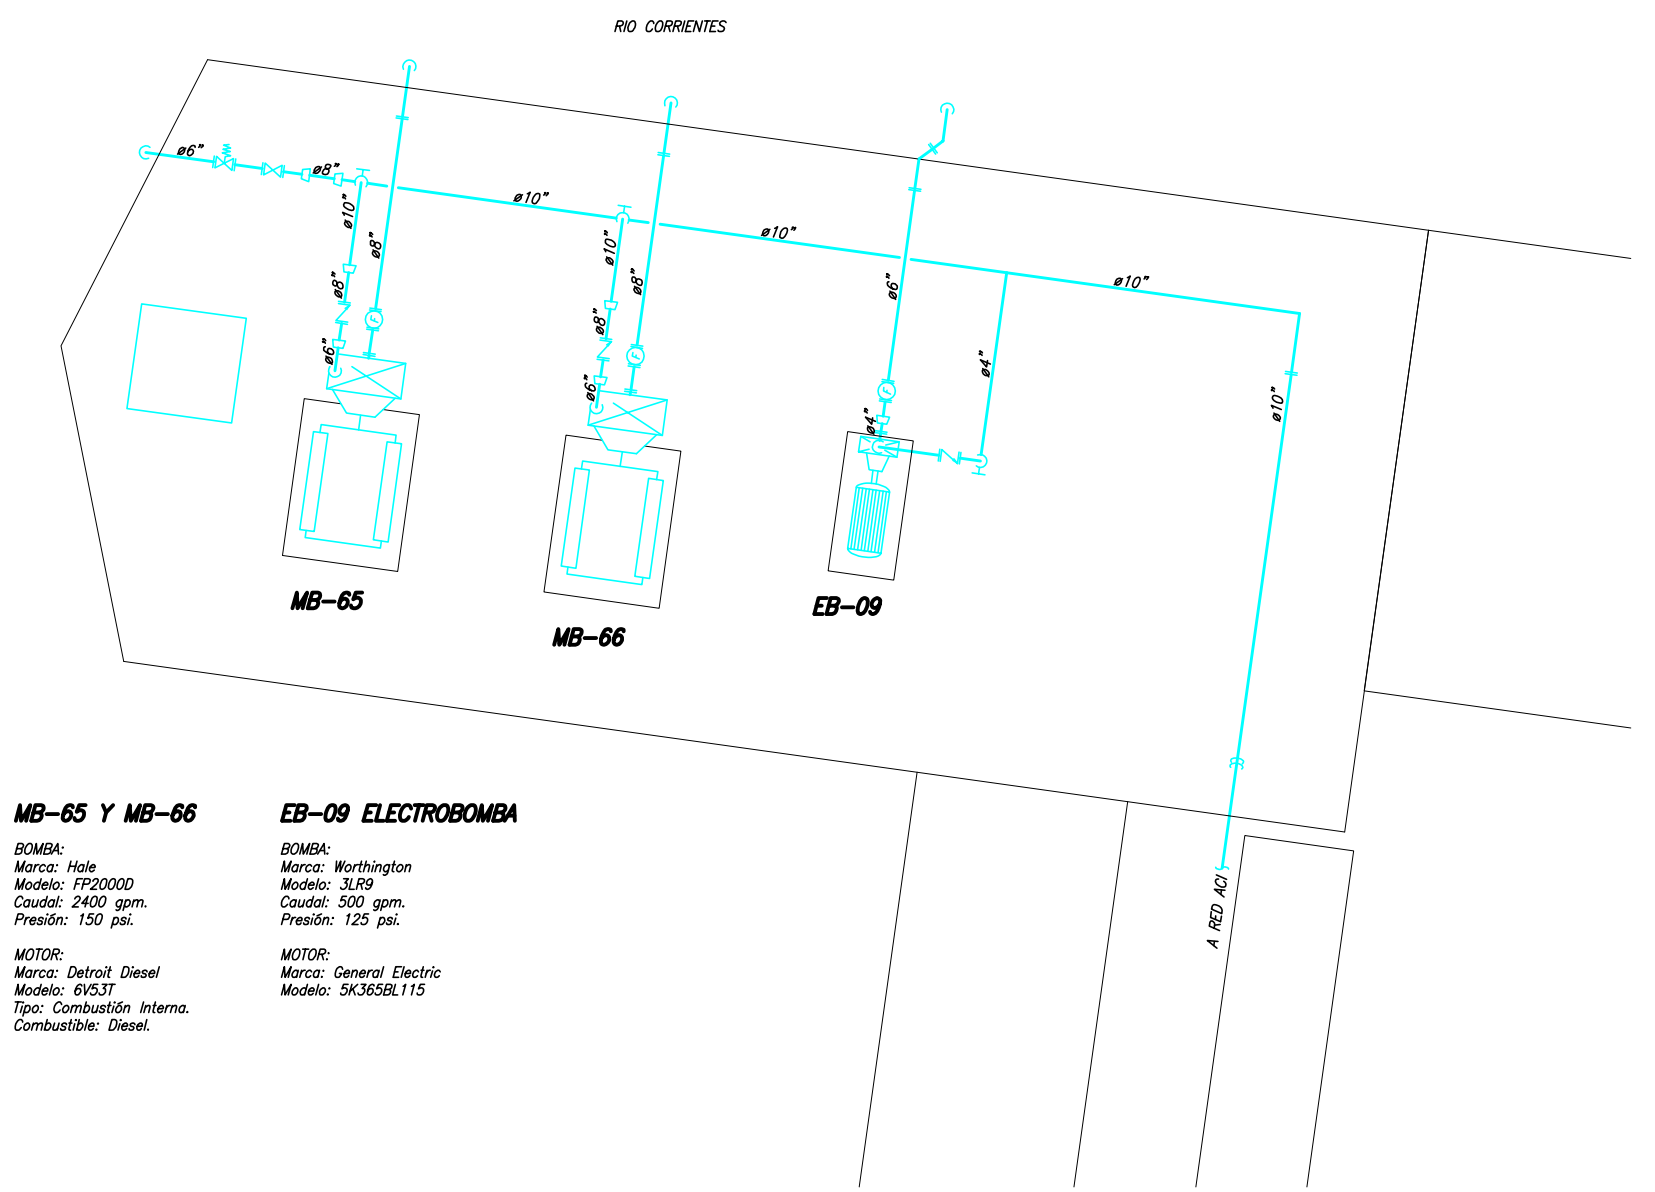 RIO CORRIENTES
ø6"
ø8"
ø10"
ø10"
ø10"
ø10"
ø8"
ø10"
ø8"
ø8"
ø8"
ø8"
ø6"
ø6"
ø6"
ø4"
ø4"
ø10"
ø10"
F
F
F
MB-65
MB-66
EB-09
A RED ACI
MB-65 Y MB-66
BOMBA:
Marca: Hale
Modelo: FP2000D
Caudal: 2400 gpm.
Presión: 150 psi.
MOTOR:
Marca: Detroit Diesel
Modelo: 6V53T
Tipo: Combustión Interna.
Combustible: Diesel.
EB-09 ELECTROBOMBA
BOMBA:
Marca: Worthington
Modelo: 3LR9
Caudal: 500 gpm.
Presión: 125 psi.
MOTOR:
Marca: General Electric
Modelo: 5K365BL115